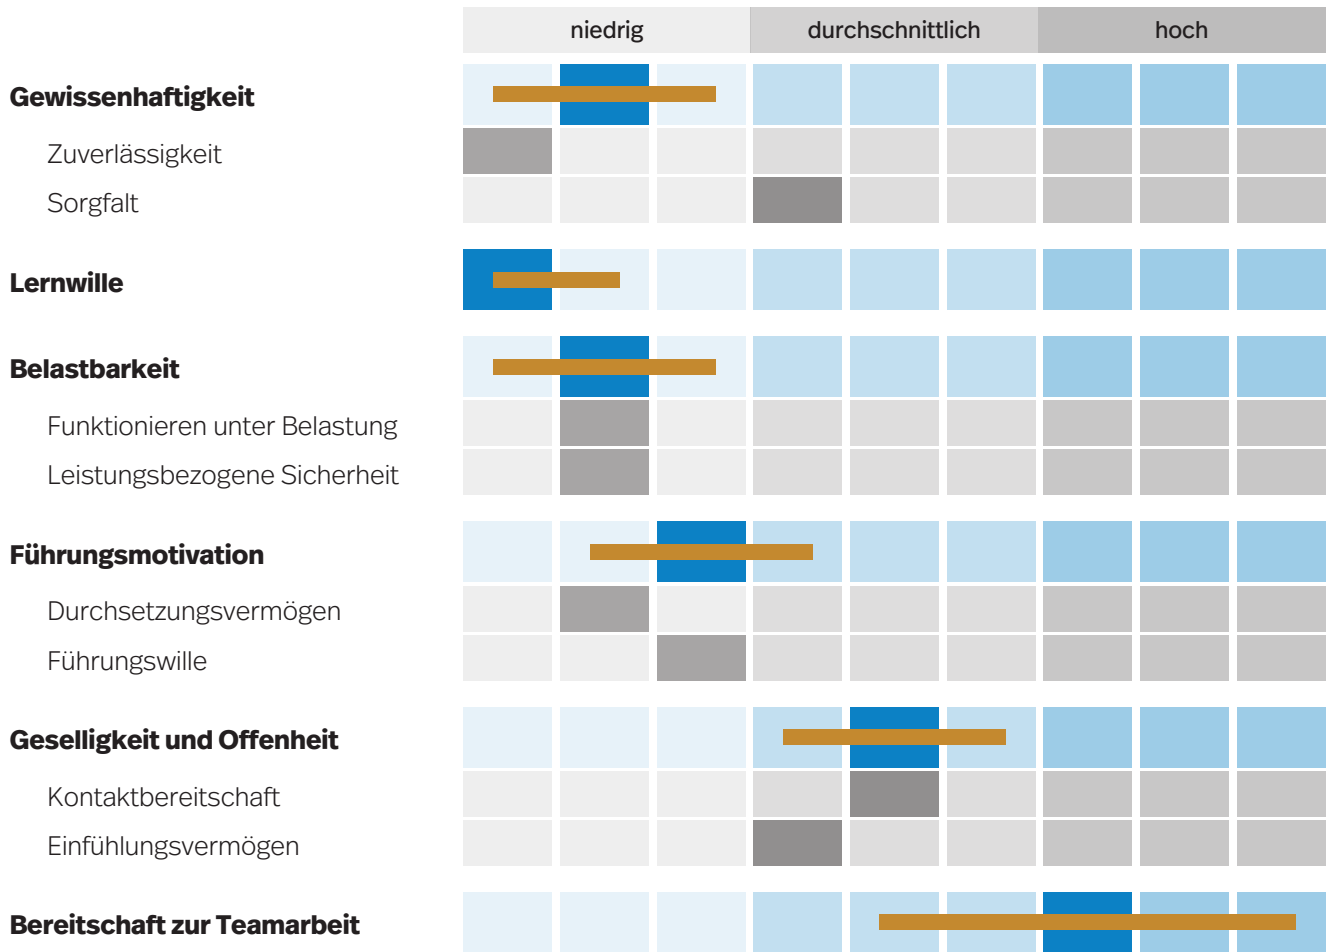 niedrig durchschnittlich hoch
Gewissenhaftigkeit
Zuverlässigkeit
Sorgfalt
Lernwille
Belastbarkeit
Funktionieren unter Belastung
Leistungsbezogene Sicherheit
Führungsmotivation
Durchsetzungsvermögen
Führungswille
Geselligkeit und Offenheit
Kontaktbereitschaft
Einfühlungsvermögen
Bereitschaft zur Teamarbeit